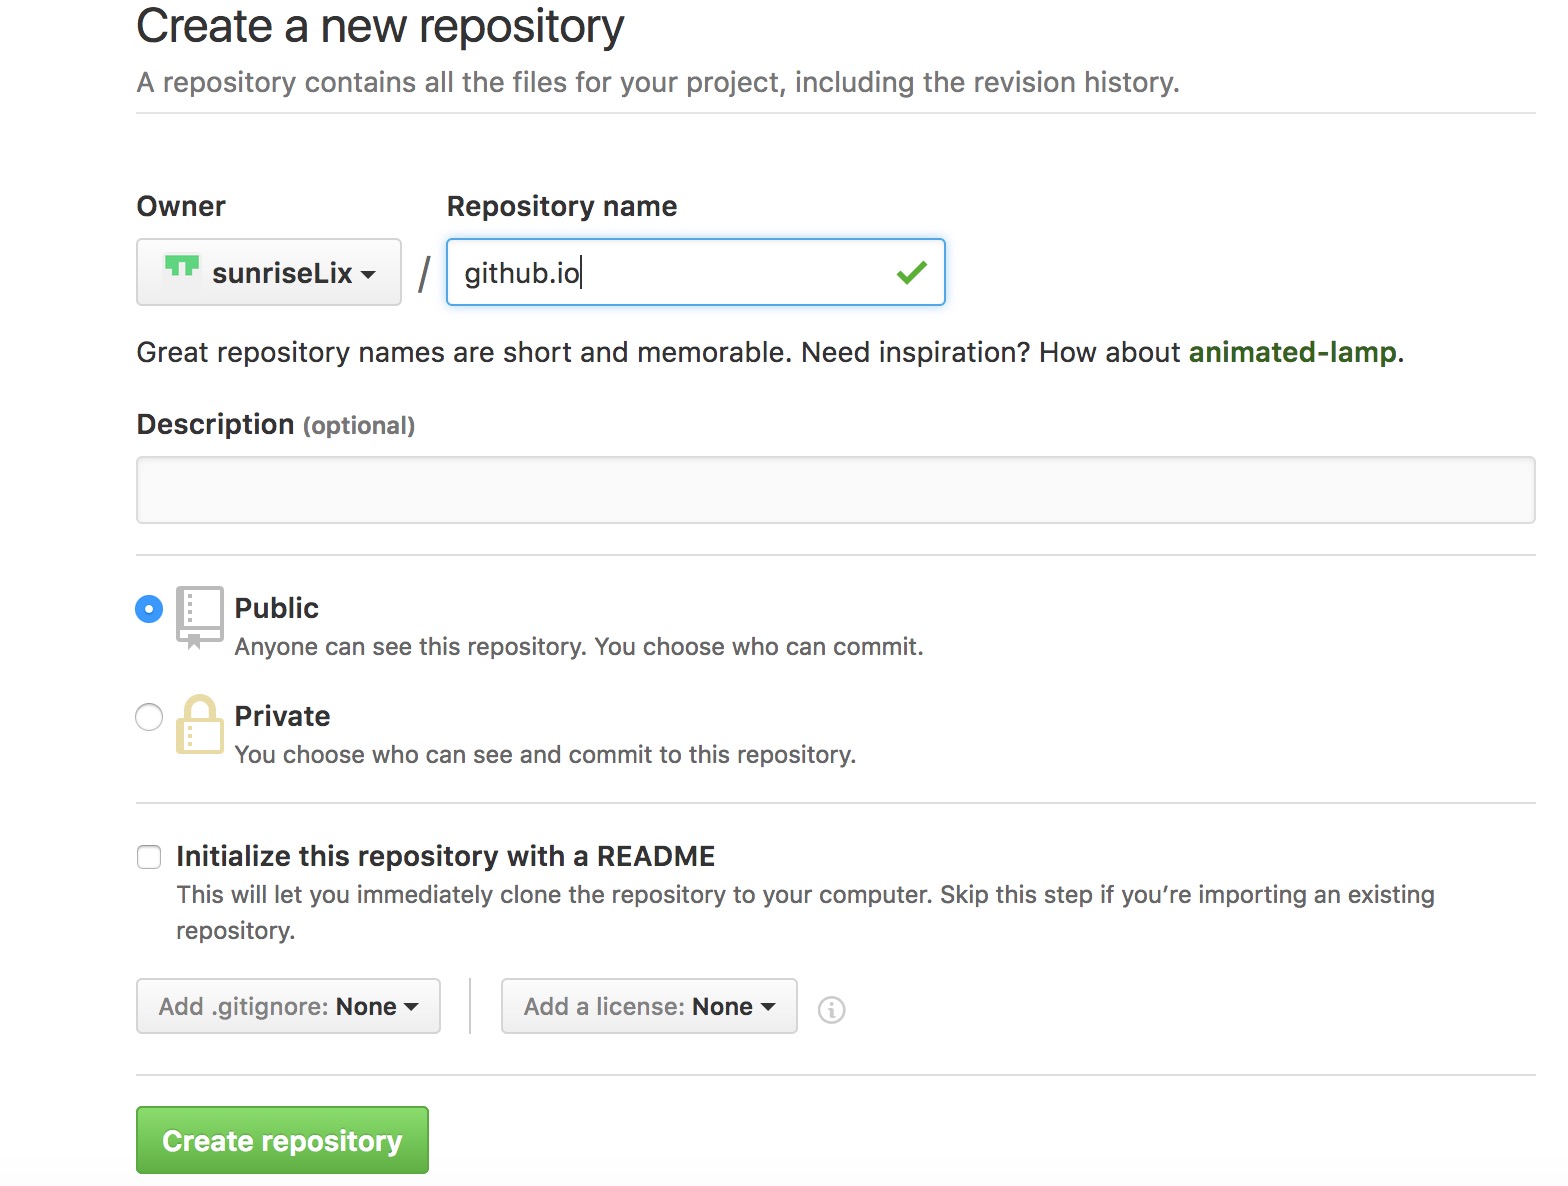 Create a new repository
A repository contains all the files for your project, including the revision history.
Owner
Repository name
sunriseLix
/
github.io
Great repository names are short and memorable. Need inspiration? How about animated-lamp.
Description (optional)
Public
Anyone can see this repository. You choose who can commit.
Private
You choose who can see and commit to this repository.
Initialize this repository with a README
This will let you immediately clone the repository to your computer. Skip this step if you’re importing an existing
repository.
Add .gitignore: None
Add a license: None
Create repository